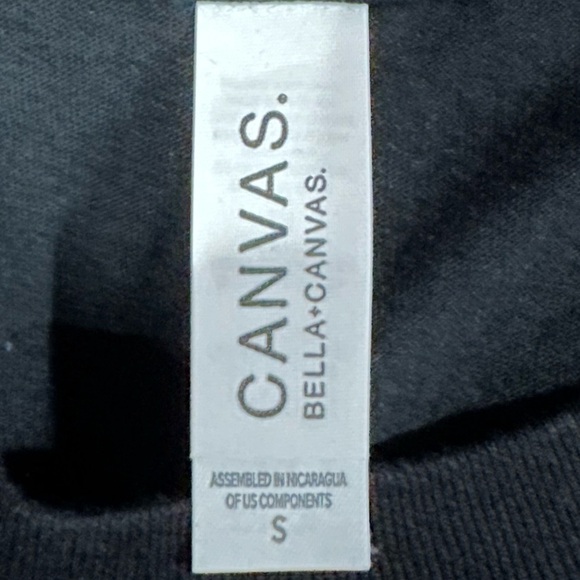 CANVAS.
BELLA+CANVAS.
ASSEMBLED IN NICARAGUA
OF US COMPONENTS
S